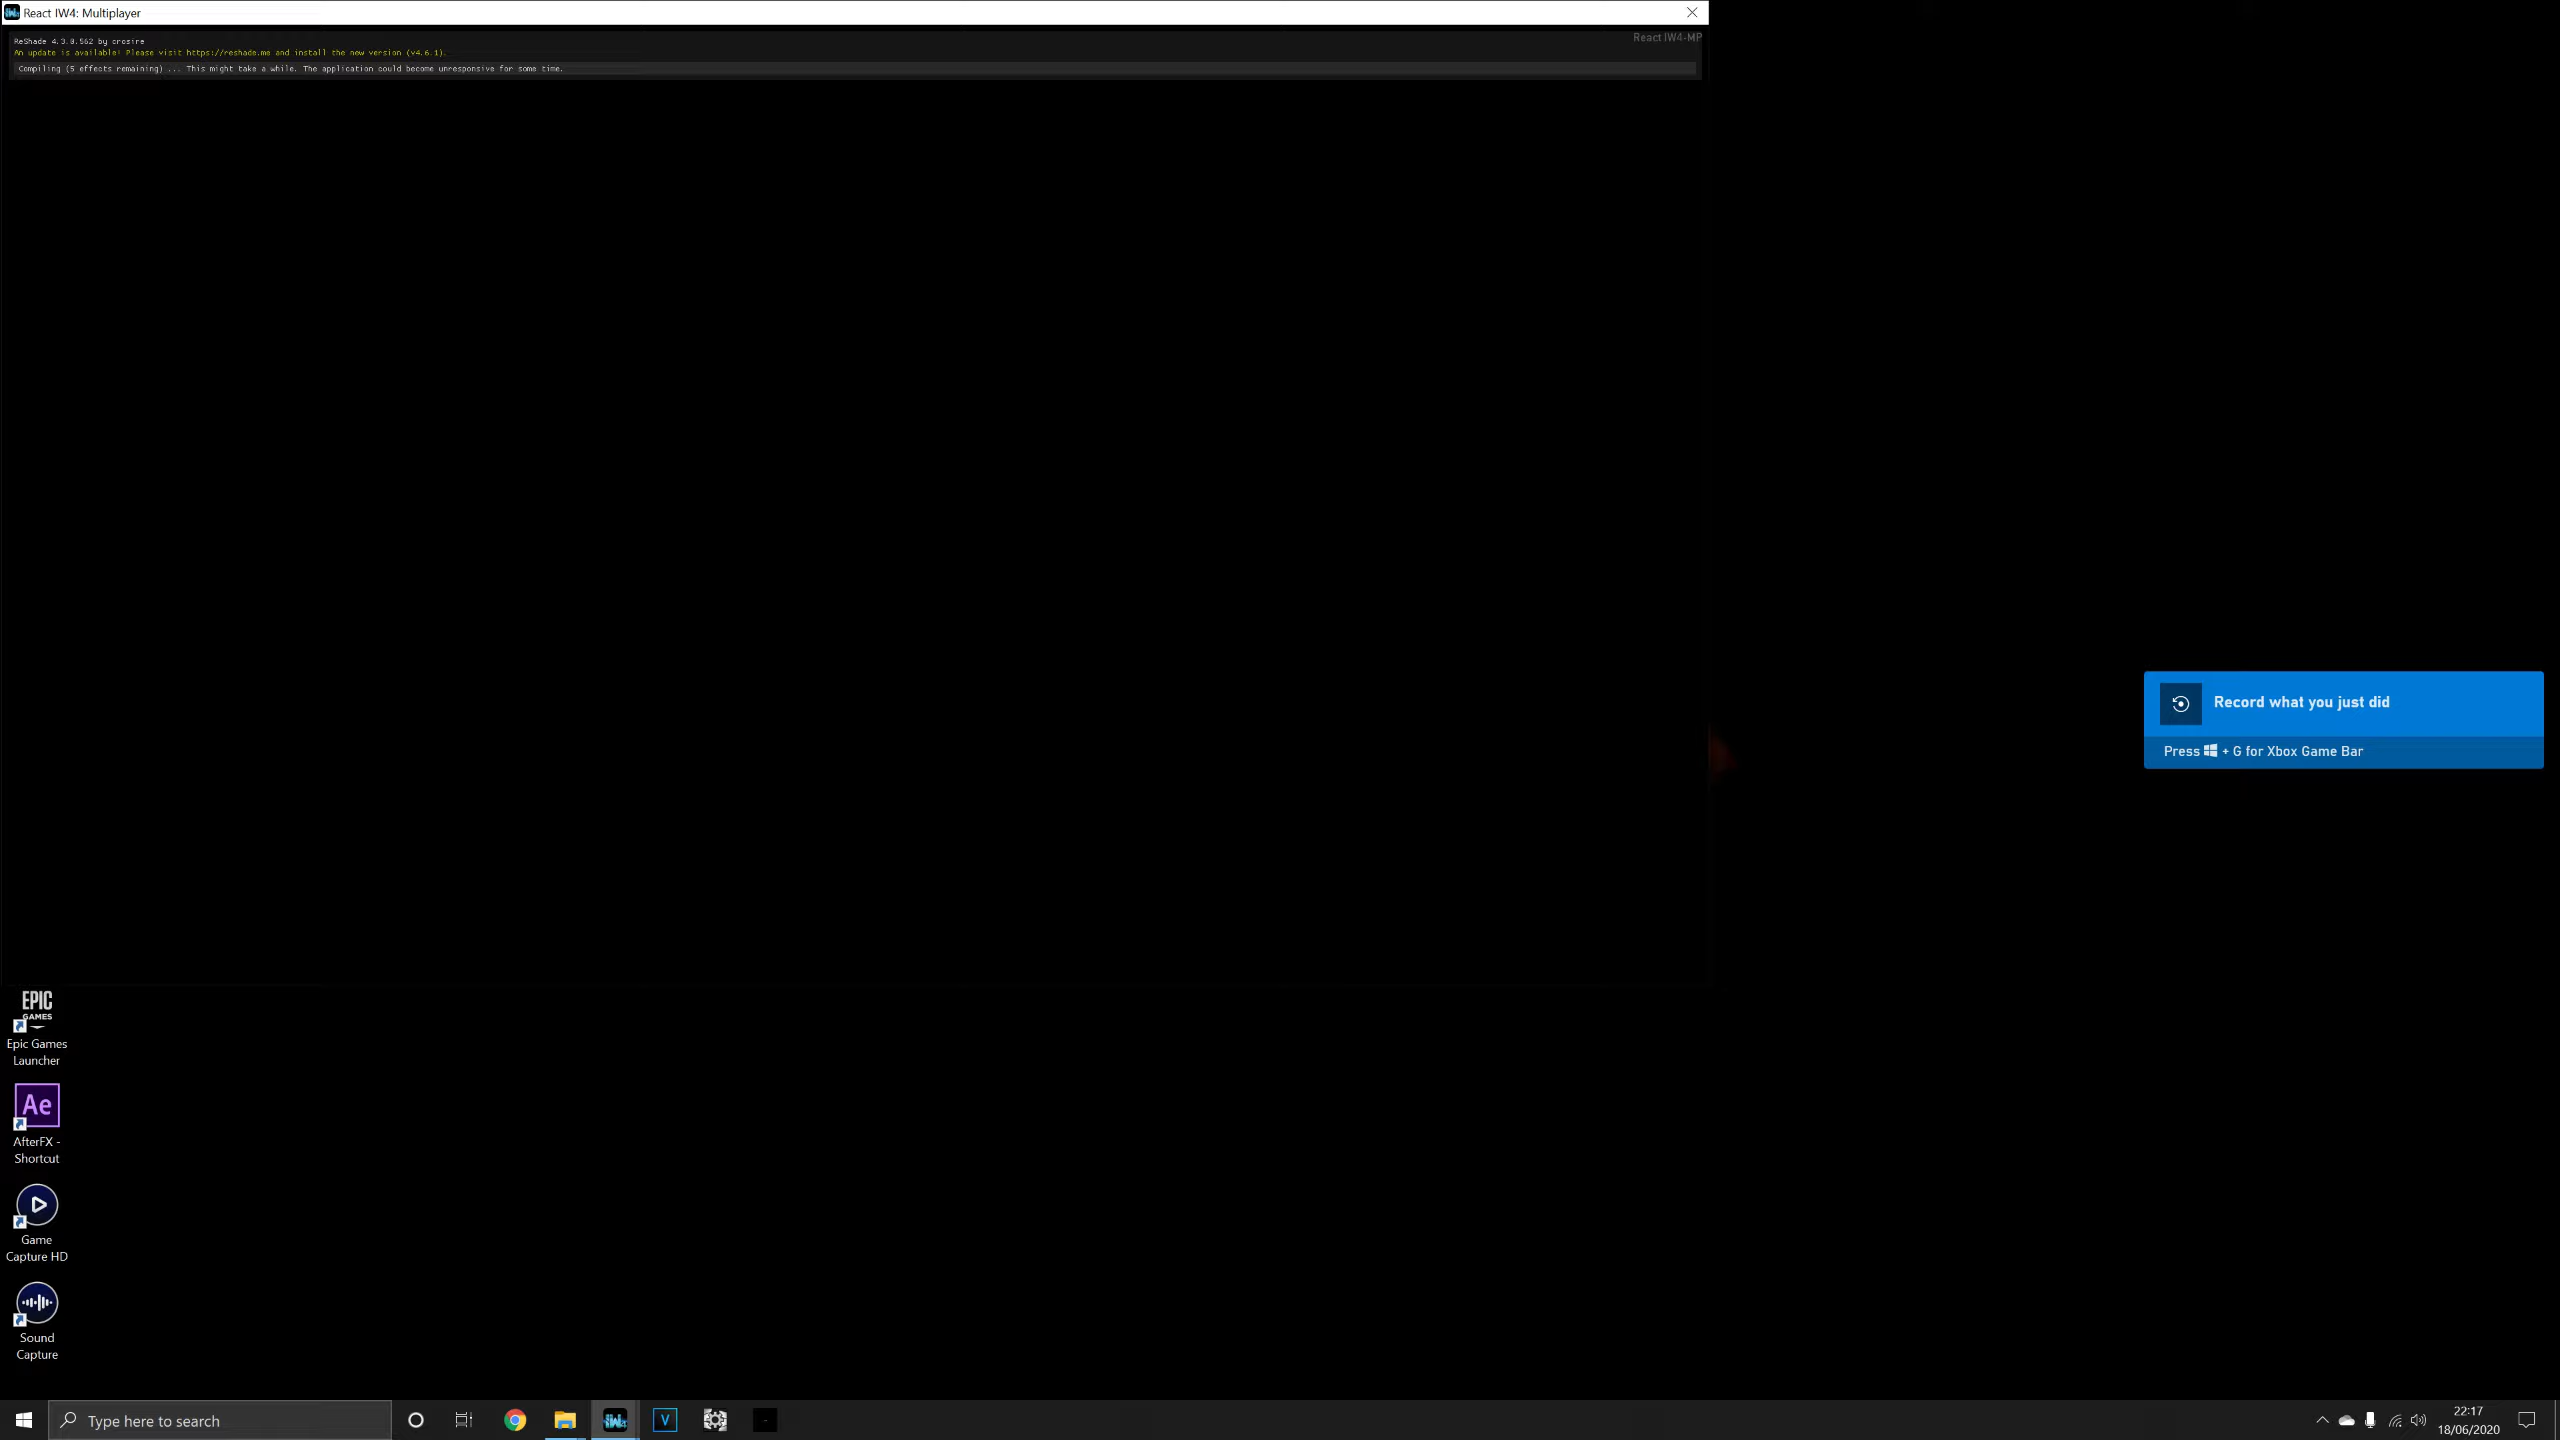 React IW4: Multiplayer
ReShade 4.3.0.562 by crosire
An update is available! Please visit https://reshade.me and install the new version (v4.6.1).
React IW4-MP
Compiling (5 effects remaining) ... This might take a while. The application could become unresponsive for some time.
Record what you just did
Press + G for Xbox Game Bar
EPIC
GAMES
Epic Games
Launcher
Ae
AfterFX -
Shortcut
Game
Capture HD
Sound
Capture
Type here to search
iW4
V
22:17
18/06/2020